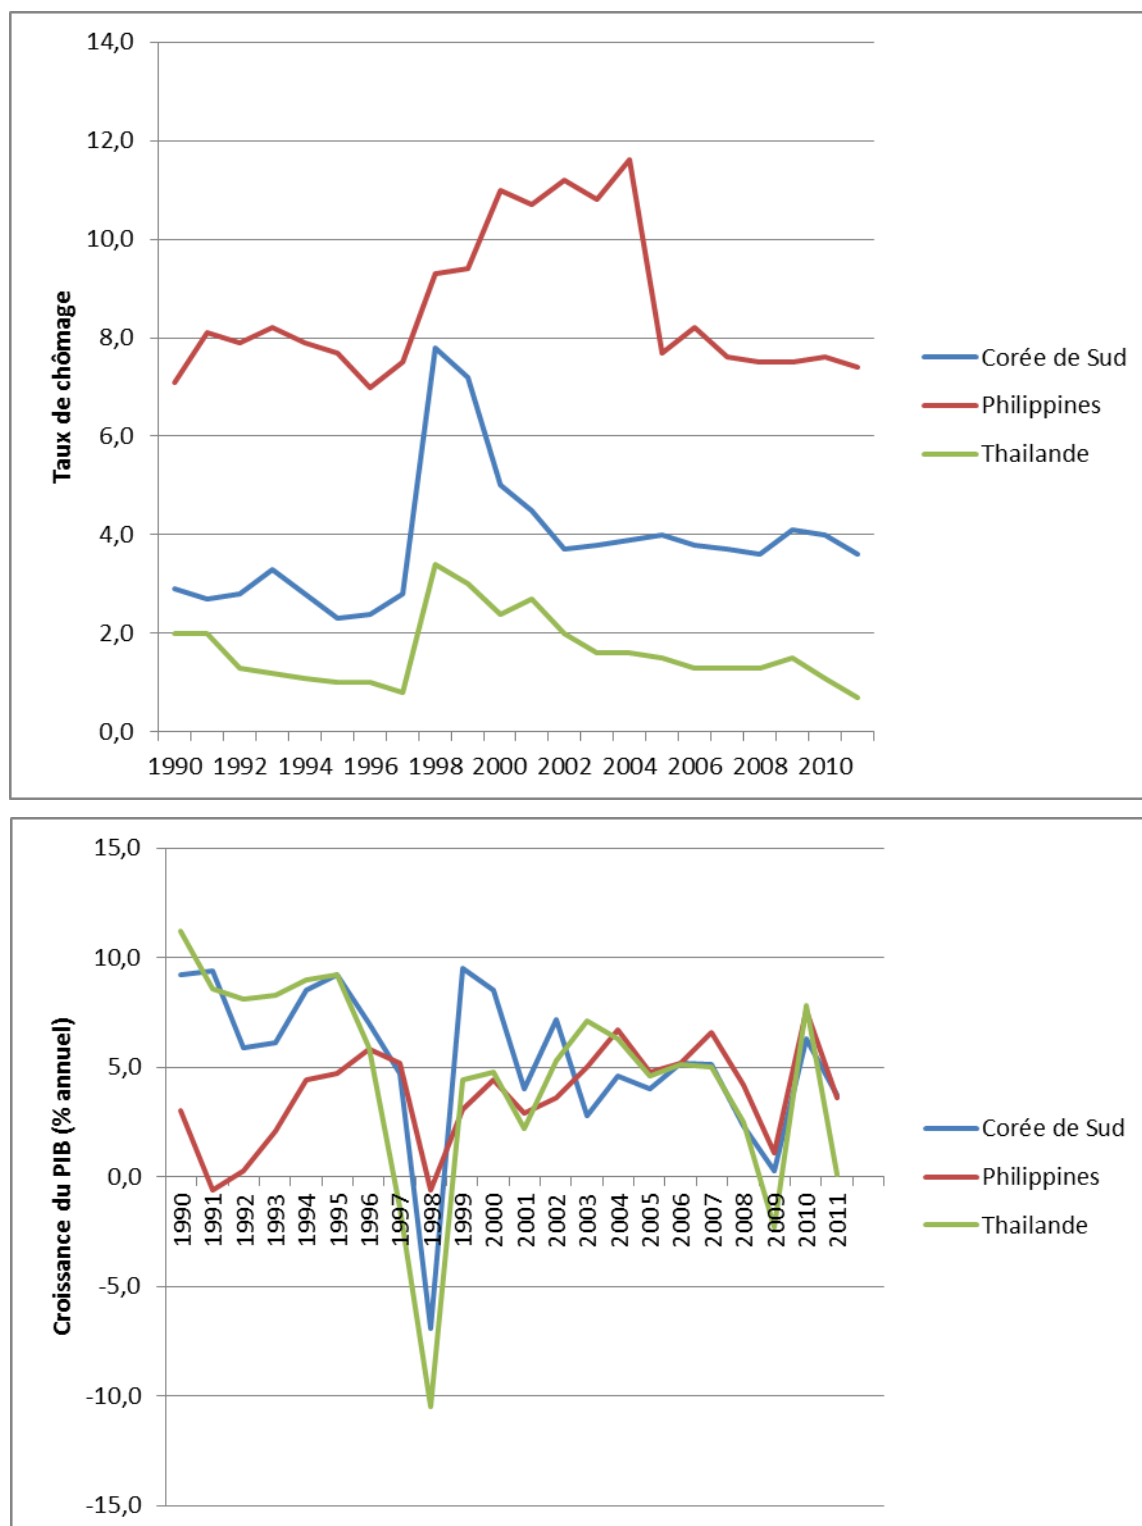 14,0
12,0
10,0
8,0
6,0
4,0
2,0
0,0
Taux de chômage
1990 1992 1994 1996 1998 2000 2002 2004 2006 2008 2010
Corée de Sud
Philippines
Thailande
15,0
10,0
5,0
0,0
-5,0
-10,0
-15,0
Croissance du PIB (% annuel)
1990 1991 1992 1993 1994 1995 1996 1997 1998 1999 2000 2001 2002 2003 2004 2005 2006 2007 2008 2009 2010 2011
Corée de Sud
Philippines
Thailande